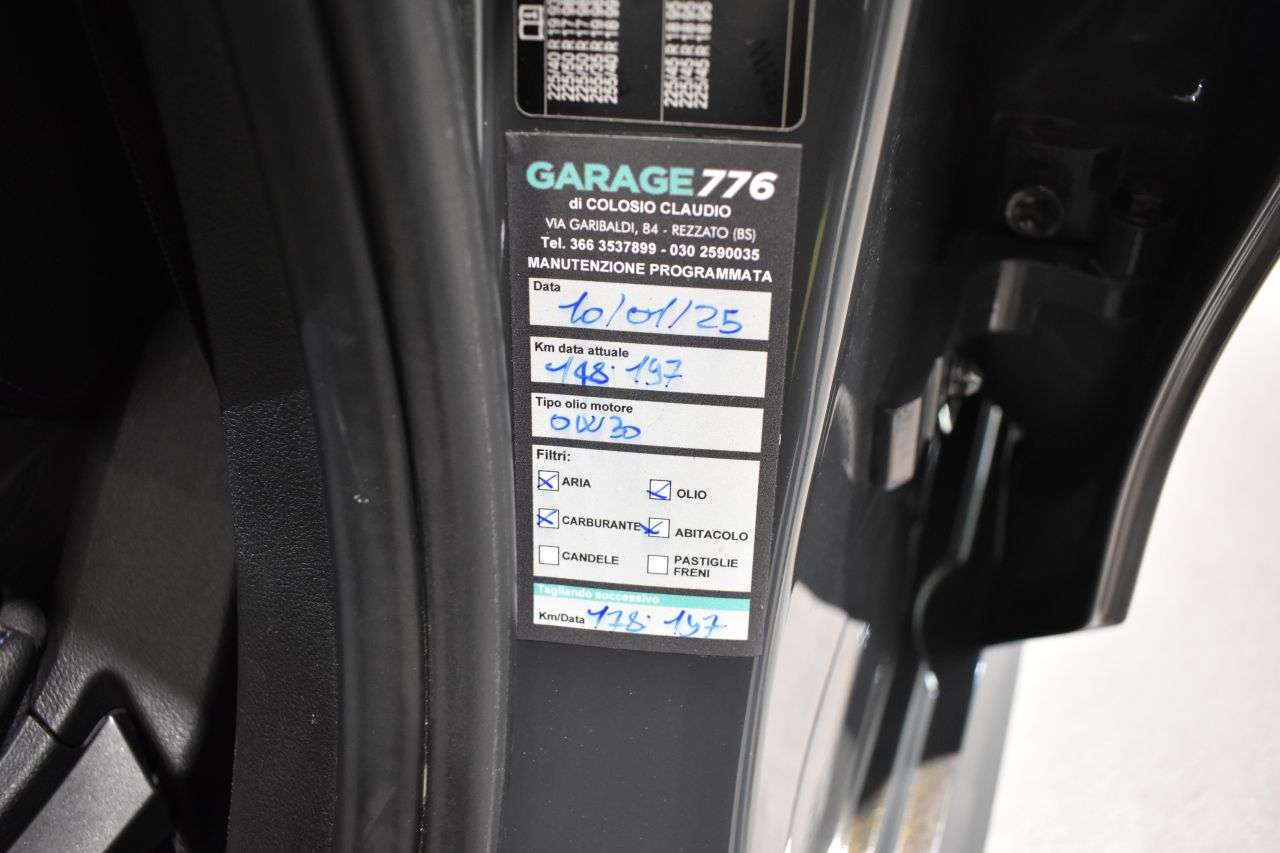 GARAGE 776
di COLOSIO CLAUDIO
VIA GARIBALDI, 84 - REZZATO (BS)
Tel. 366 3537899 - 030 2590035
MANUTENZIONE PROGRAMMATA
Data
10/01/25
Km data attuale
148.197
Tipo olio motore
0W30
Filtri:
ARIA OLIO
CARBURANTE ABITACOLO
CANDELE PASTIGLIE FRENI
Tagliando successivo
Km/Data 178.197